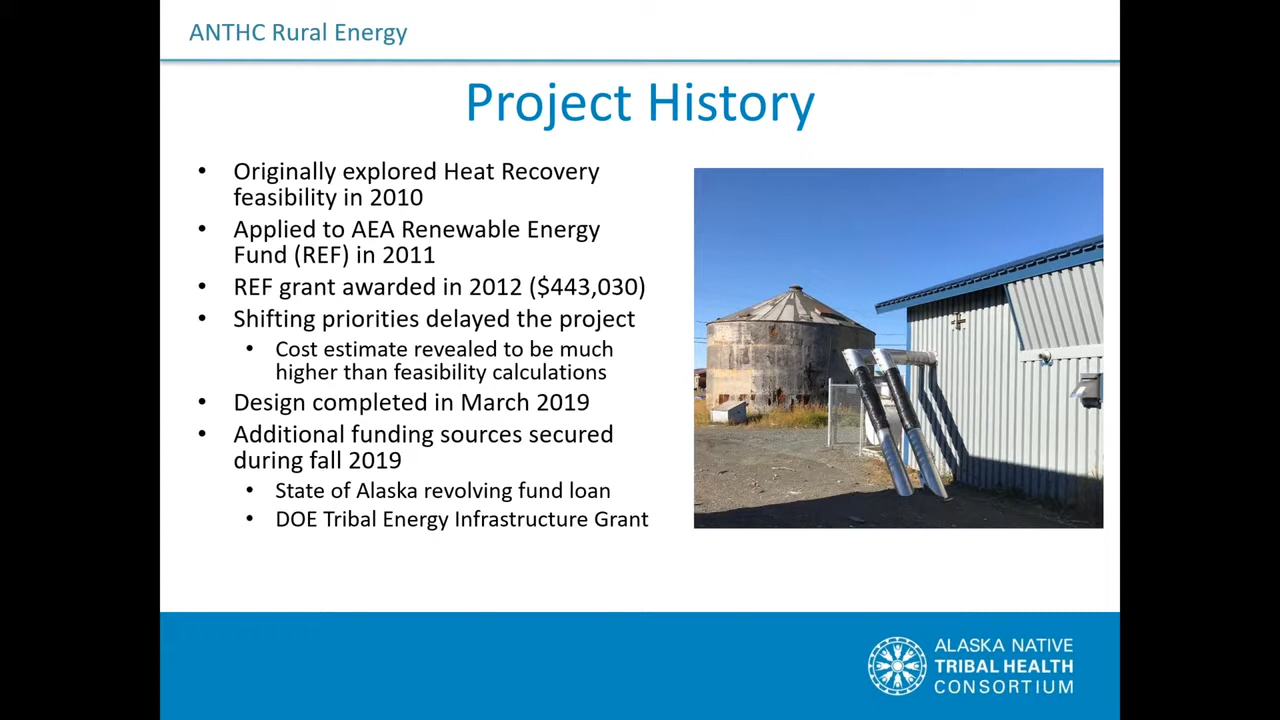 ANTHC Rural Energy
Project History
• Originally explored Heat Recovery
feasibility in 2010
• Applied to AEA Renewable Energy
Fund (REF) in 2011
• REF grant awarded in 2012 ($443,030)
• Shifting priorities delayed the project
• Cost estimate revealed to be much
higher than feasibility calculations
• Design completed in March 2019
• Additional funding sources secured
during fall 2019
• State of Alaska revolving fund loan
• DOE Tribal Energy Infrastructure Grant
ALASKA NATIVE
TRIBAL HEALTH
CONSORTIUM